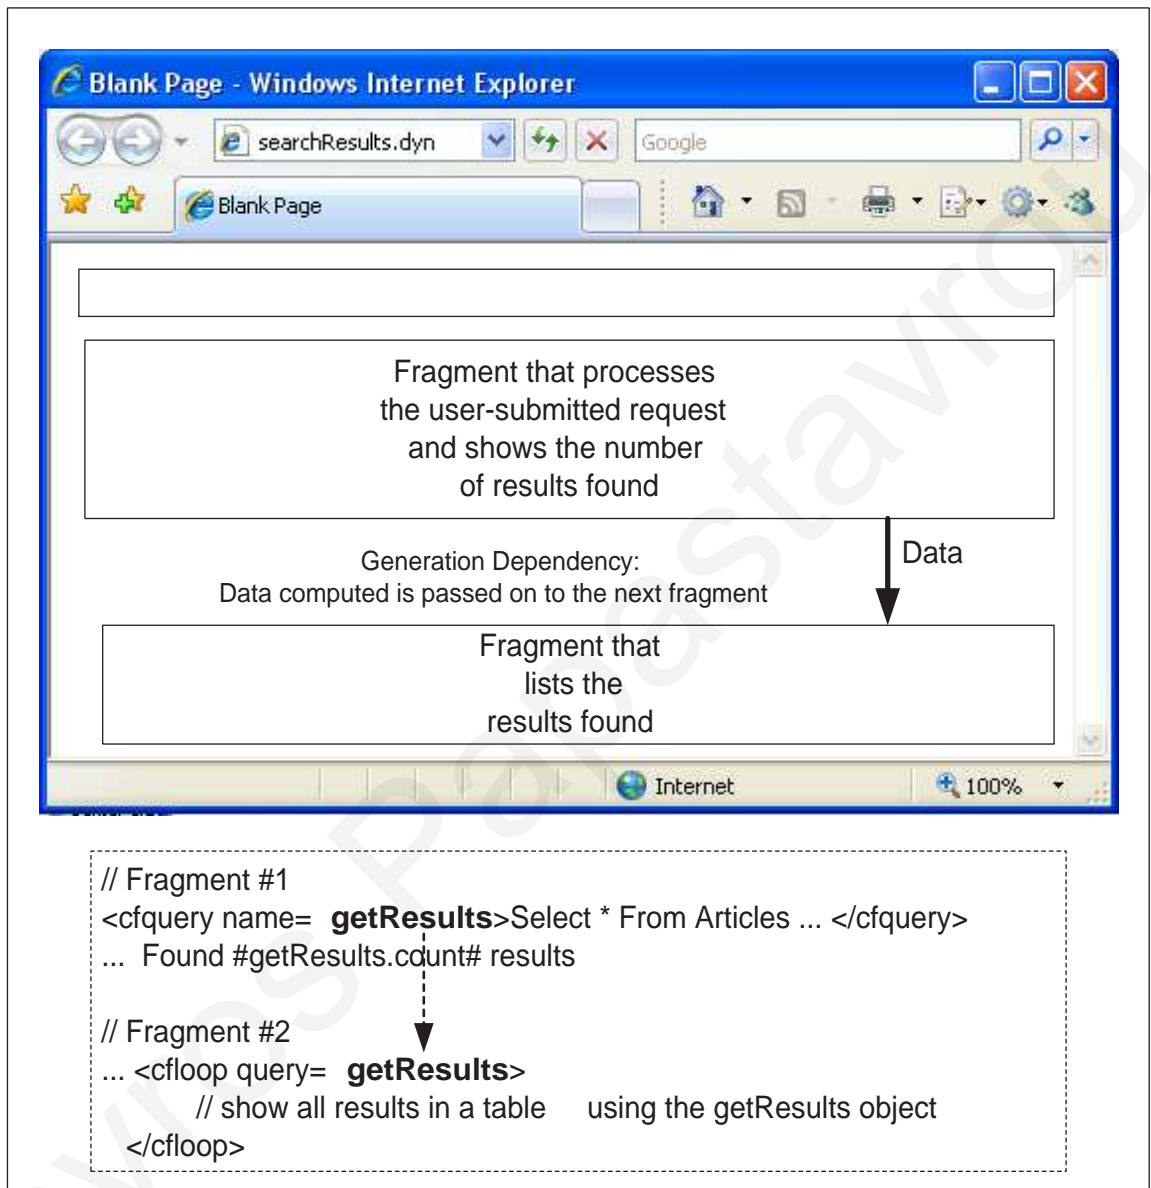 Blank Page - Windows Internet Explorer
searchResults.dyn
Google
Blank Page
Fragment that processes
the user-submitted request
and shows the number
of results found
Data
Generation Dependency:
Data computed is passed on to the next fragment
Fragment that
lists the
results found
Internet
100%
// Fragment #1
<cfquery name= getResults>Select * From Articles ... </cfquery>
... Found #getResults.count# results
// Fragment #2
... <cfloop query= getResults>
// show all results in a table using the getResults object
</cfloop>
vros Papastavrou